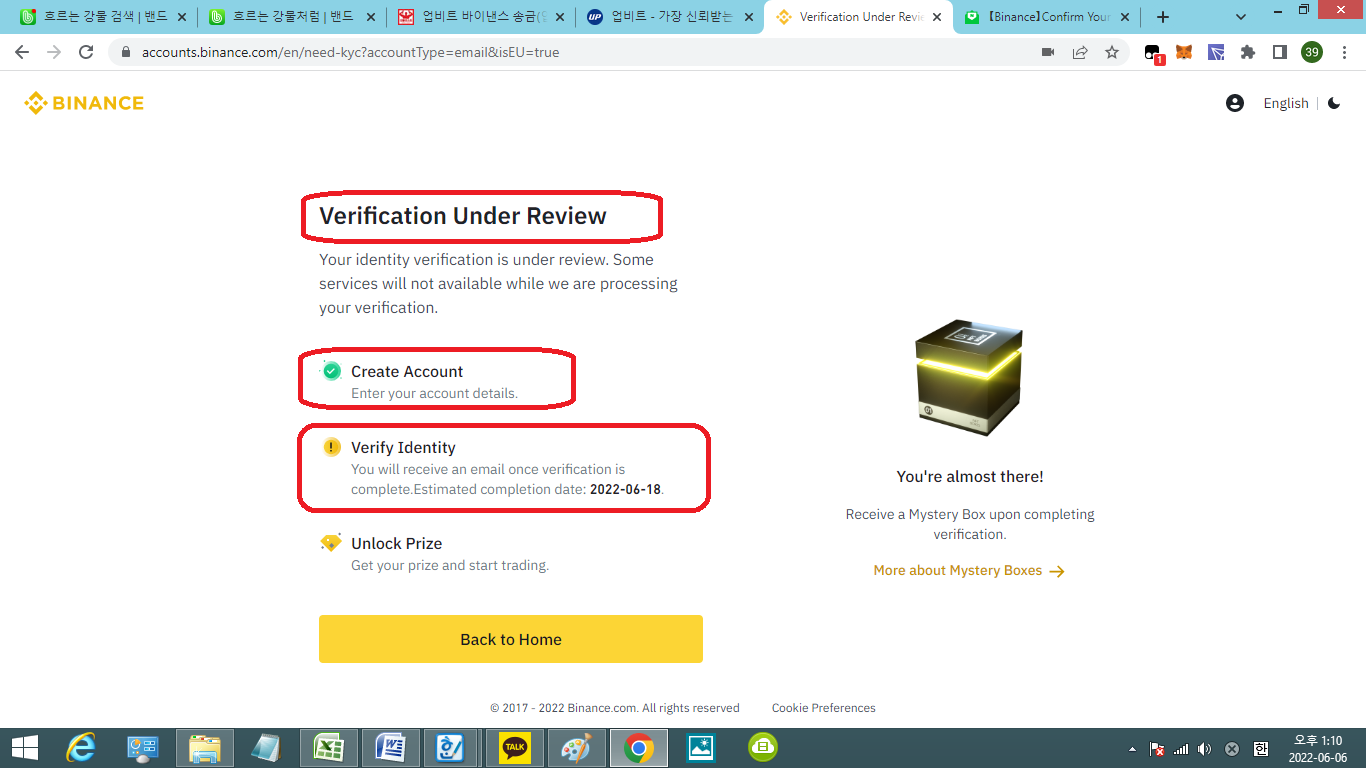 흐르는 강물 검색 | 밴드
흐르는 강물처럼 | 밴드
업비트 바이낸스 송금(입
업비트 - 가장 신뢰받는
Verification Under Revie
【Binance】Confirm Your
accounts.binance.com/en/need-kyc?accountType=email&isEU=true
1
39
BINANCE
English
Verification Under Review
Your identity verification is under review. Some
services will not available while we are processing
your verification.
Create Account
Enter your account details.
Verify Identity
You will receive an email once verification is
complete.Estimated completion date: 2022-06-18.
Unlock Prize
Get your prize and start trading.
Back to Home
You're almost there!
Receive a Mystery Box upon completing
verification.
More about Mystery Boxes
© 2017 - 2022 Binance.com. All rights reserved
Cookie Preferences
TALK
한
오후 1:10
2022-06-06